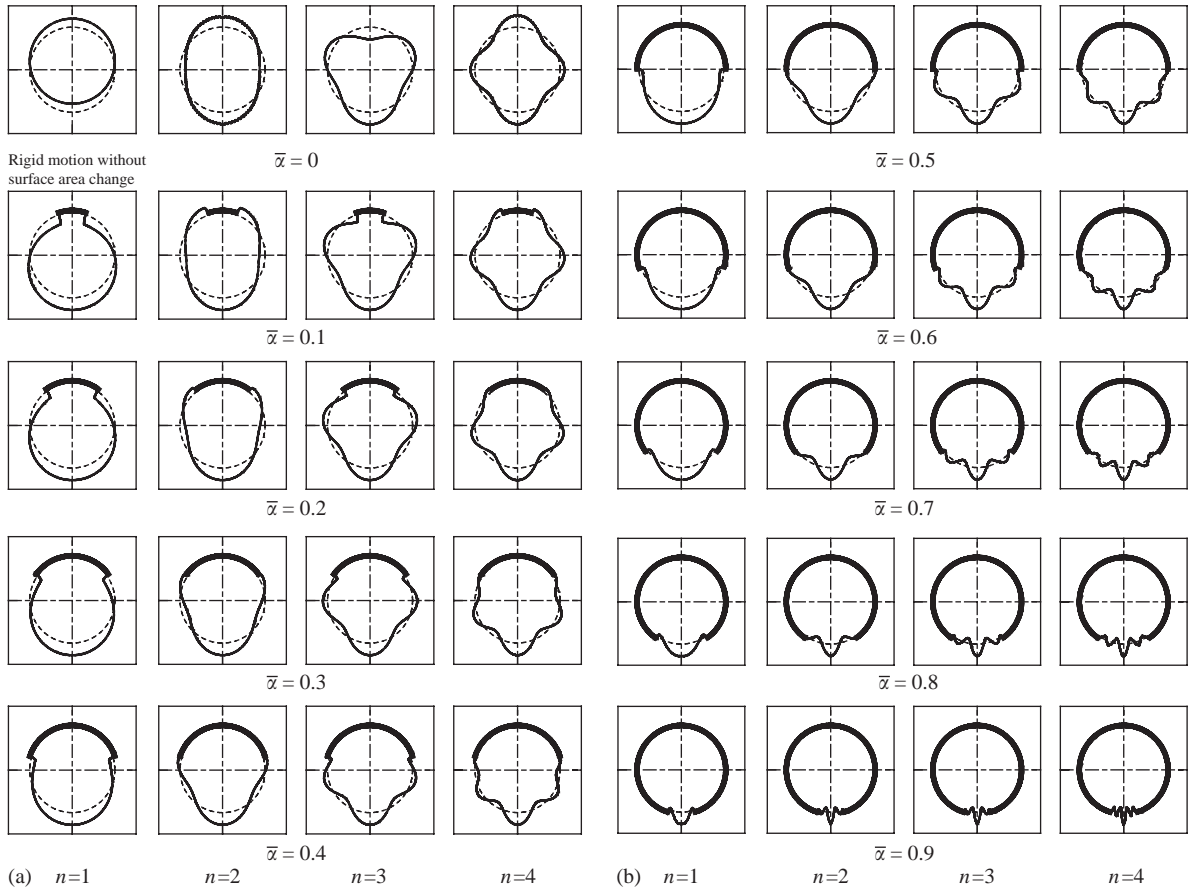 Rigid motion without
surface area change
α̅ = 0
α̅ = 0.1
α̅ = 0.2
α̅ = 0.3
α̅ = 0.4
(a) n=1 n=2 n=3 n=4
α̅ = 0.5
α̅ = 0.6
α̅ = 0.7
α̅ = 0.8
α̅ = 0.9
(b) n=1 n=2 n=3 n=4